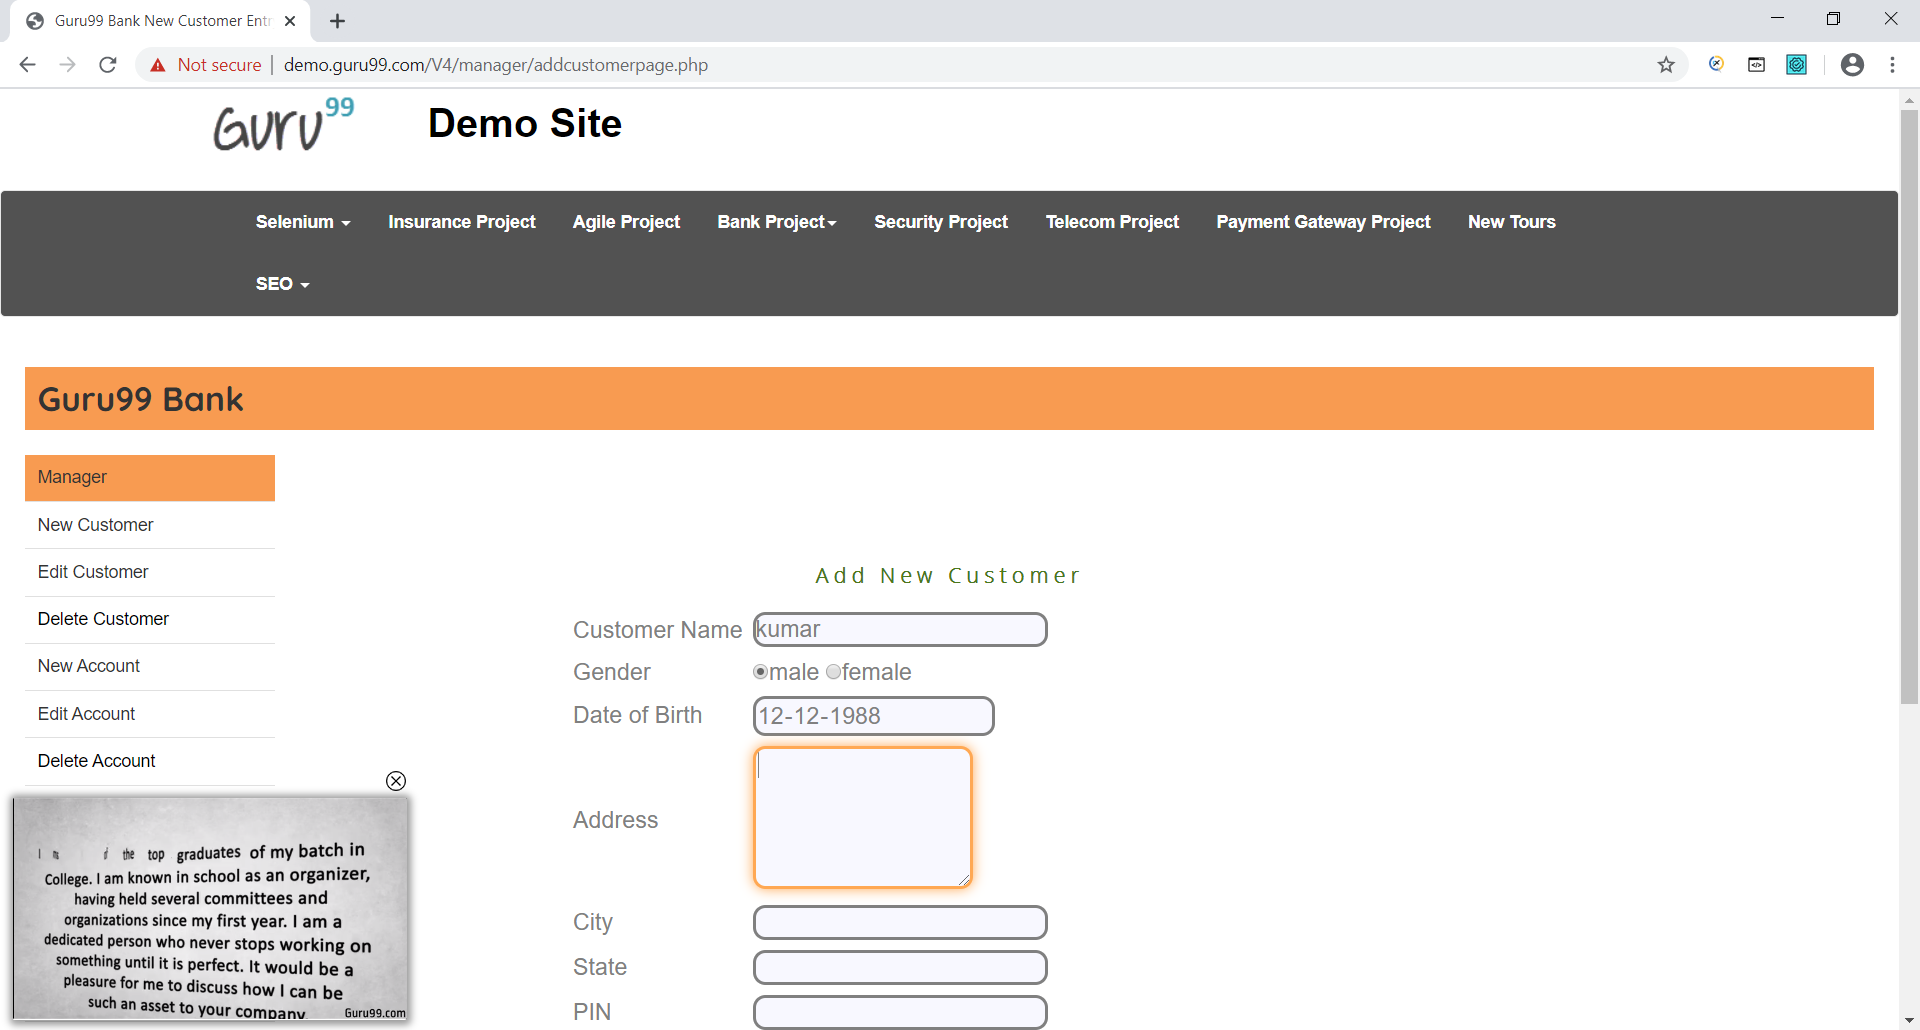 Guru99 Bank New Customer Entr
Not secure
demo.guru99.com/V4/manager/addcustomerpage.php
Guru99
Demo Site
Selenium
Insurance Project
Agile Project
Bank Project
Security Project
Telecom Project
Payment Gateway Project
New Tours
SEO
Guru99 Bank
Manager
New Customer
Edit Customer
Delete Customer
New Account
Edit Account
Delete Account
Add New Customer
Customer Name kumar
Gender male female
Date of Birth 12-12-1988
Address
City
State
PIN
I the top graduates of my batch in
College. I am known in school as an organizer,
having held several committees and
organizations since my first year. I am a
dedicated person who never stops working on
something until it is perfect. It would be a
pleasure for me to discuss how I can be
such an asset to your company.
Guru99.com